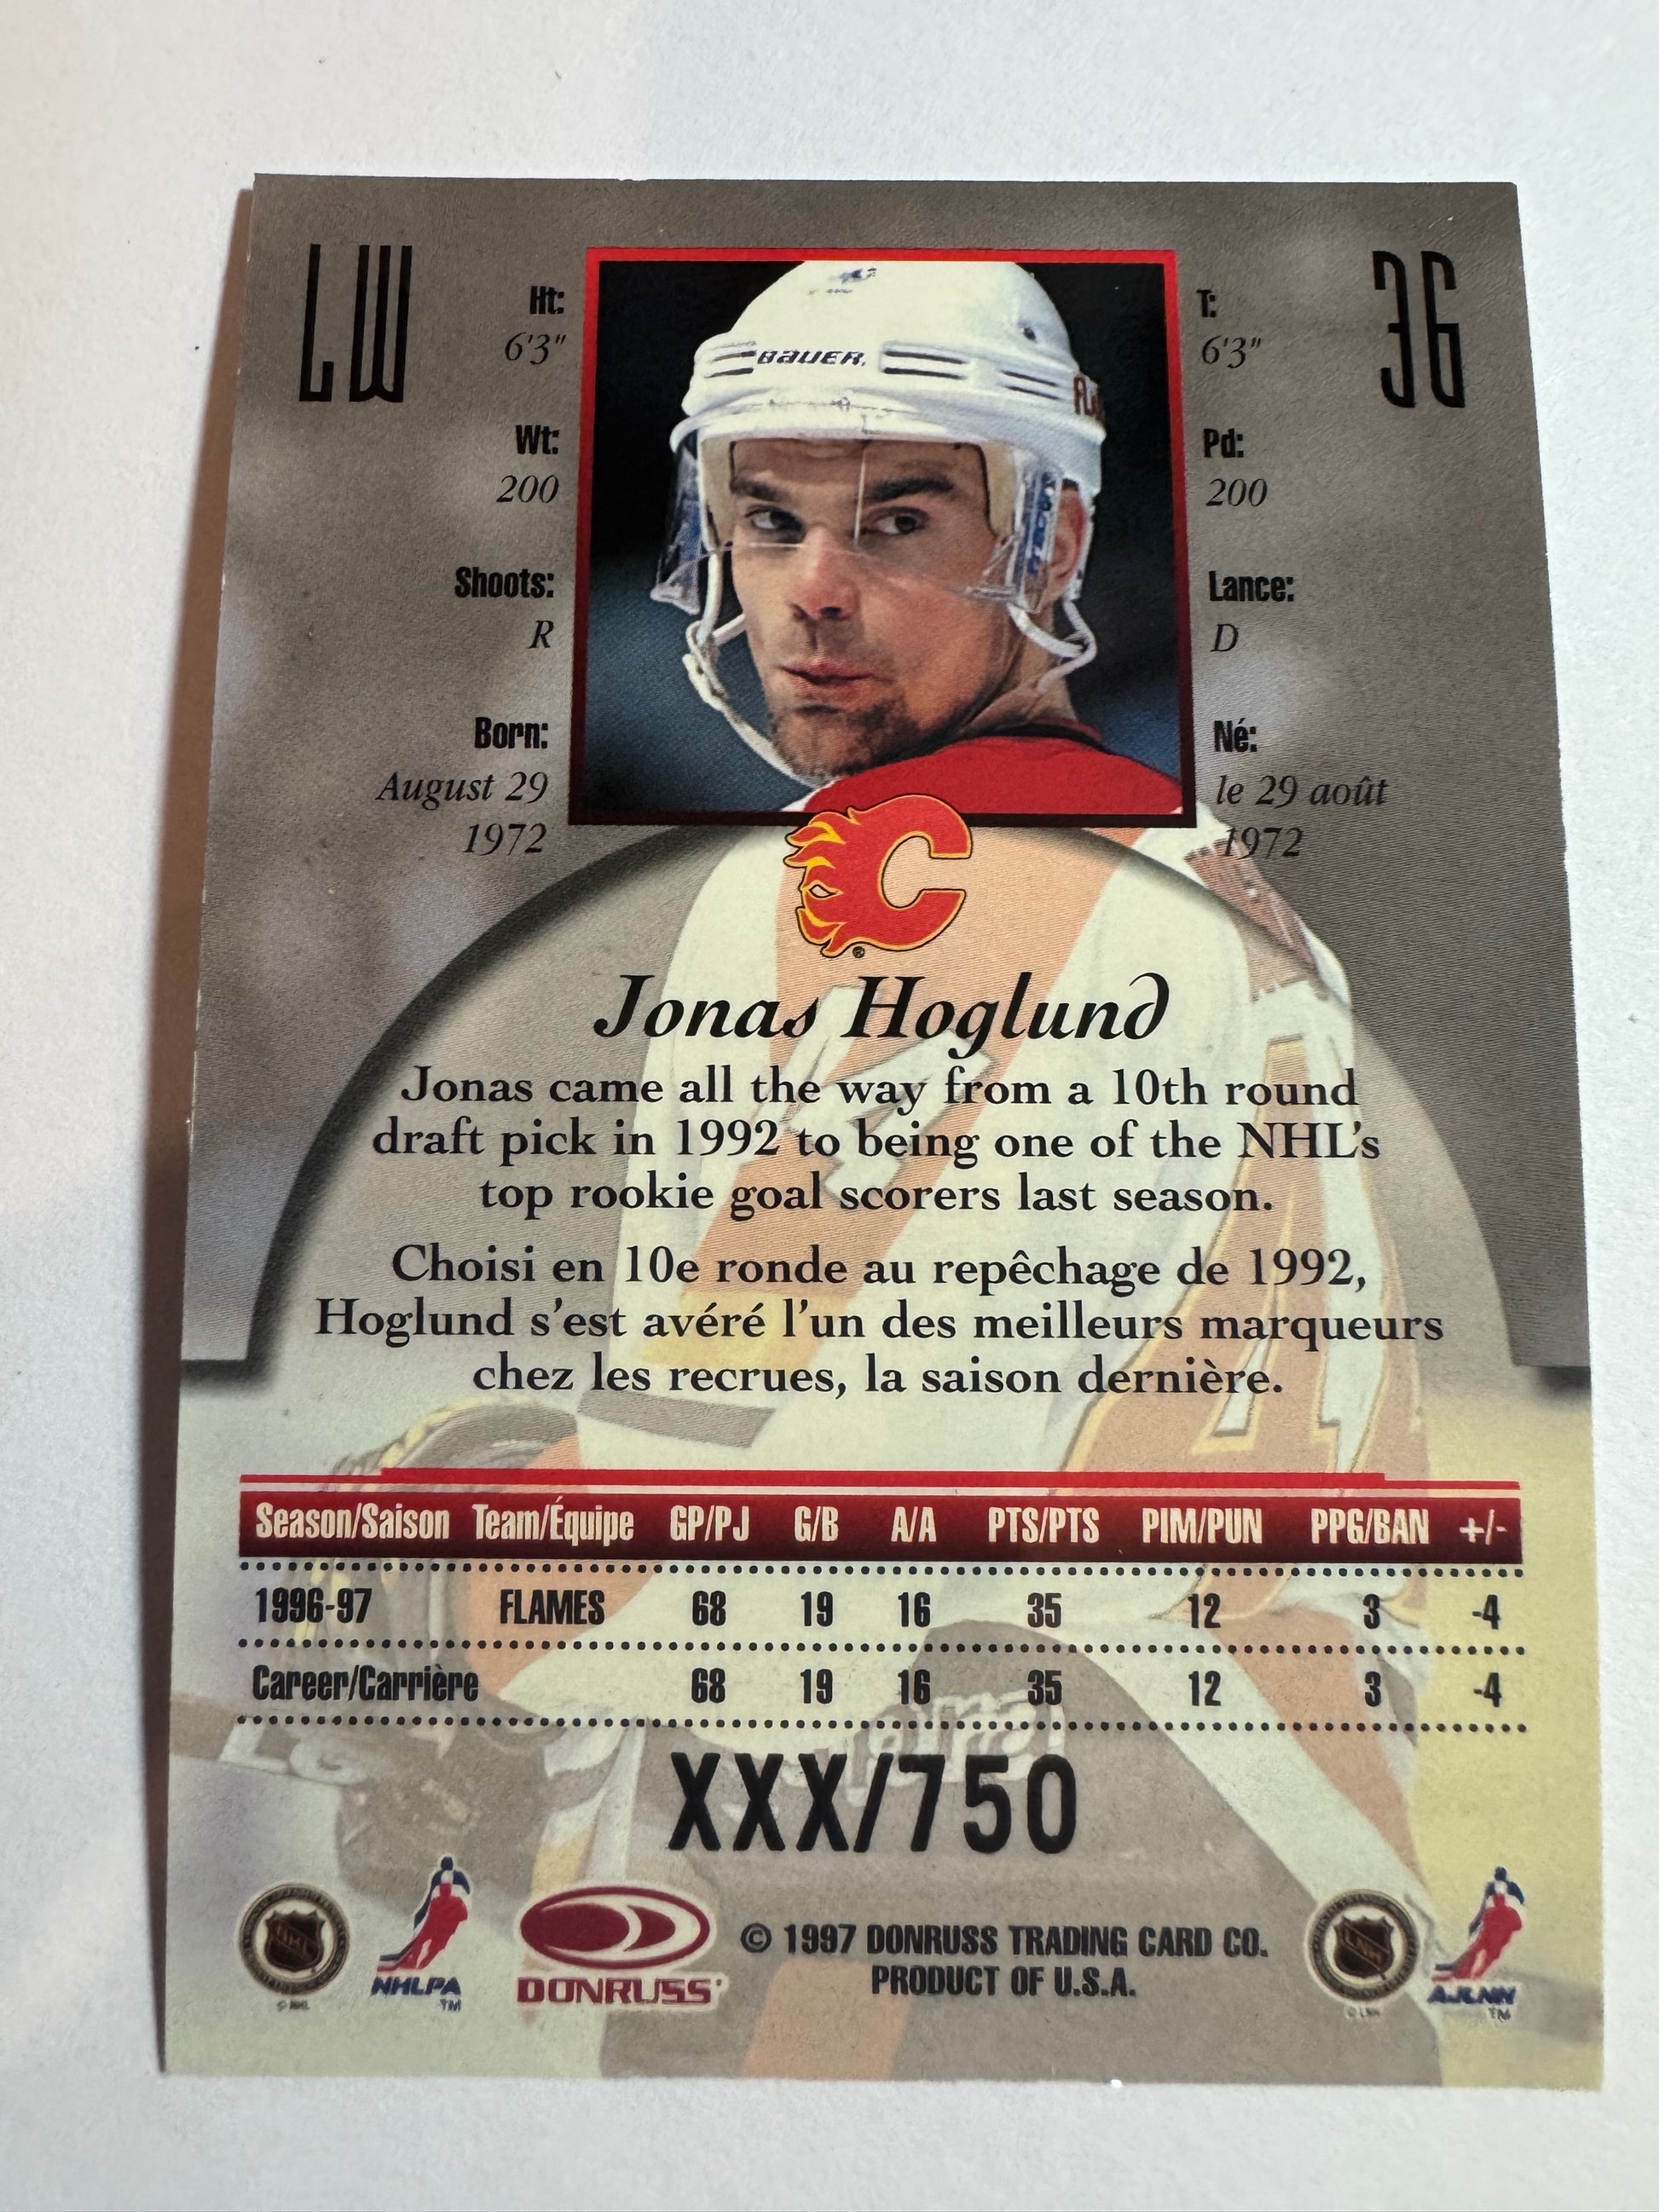 LW
36
Ht:
6'3"
Wt:
200
Shoots:
R
Born:
August 29
1972
BAUER
T:
6'3"
Pd:
200
Lance:
D
Né:
le 29 août
1972
Jonas Hoglund
Jonas came all the way from a 10th round
draft pick in 1992 to being one of the NHL's
top rookie goal scorers last season.
Choisi en 10e ronde au repêchage de 1992,
Hoglund s'est avéré l'un des meilleurs marqueurs
chez les recrues, la saison dernière.
Season/Saison Team/Équipe GP/PJ G/B A/A PTS/PTS PIM/PUN PPG/BAN +/-
1996-97 FLAMES 68 19 16 35 12 3 -4
Career/Carrière 68 19 16 35 12 3 -4
XXX/750
NHLPA
TM
DONRUSS
© 1997 DONRUSS TRADING CARD CO.
PRODUCT OF U.S.A.
AJLNH
TM